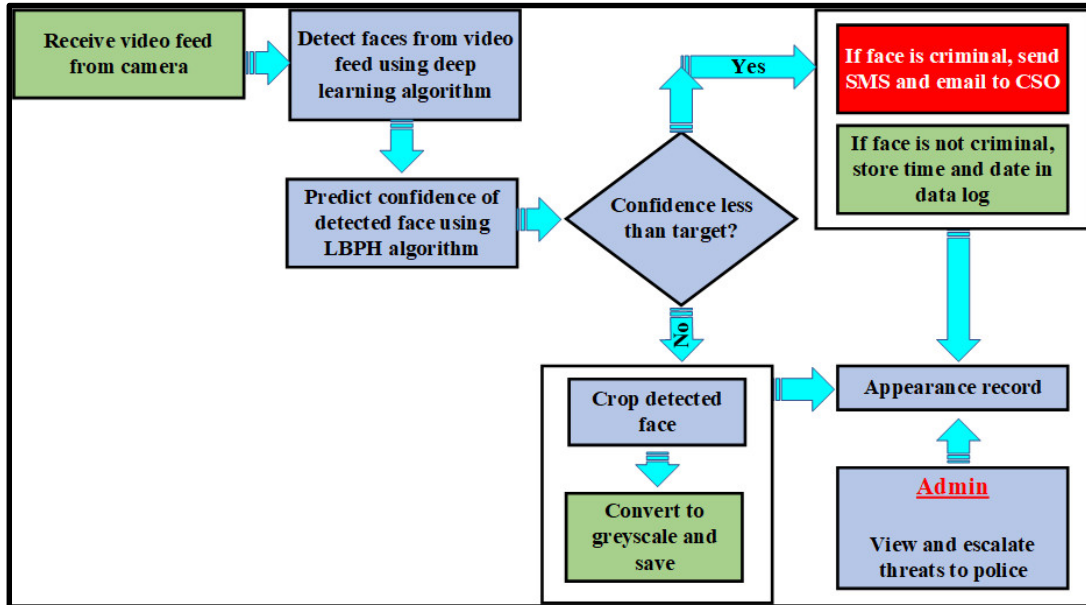 Receive video feed
from camera
Detect faces from video
feed using deep
learning algorithm
Predict confidence of
detected face using
LBPH algorithm
Confidence less
than target?
Yes
If face is criminal, send
SMS and email to CSO
If face is not criminal,
store time and date in
data log
No
Crop detected
face
Convert to
greyscale and
save
Appearance record
Admin
View and escalate
threats to police